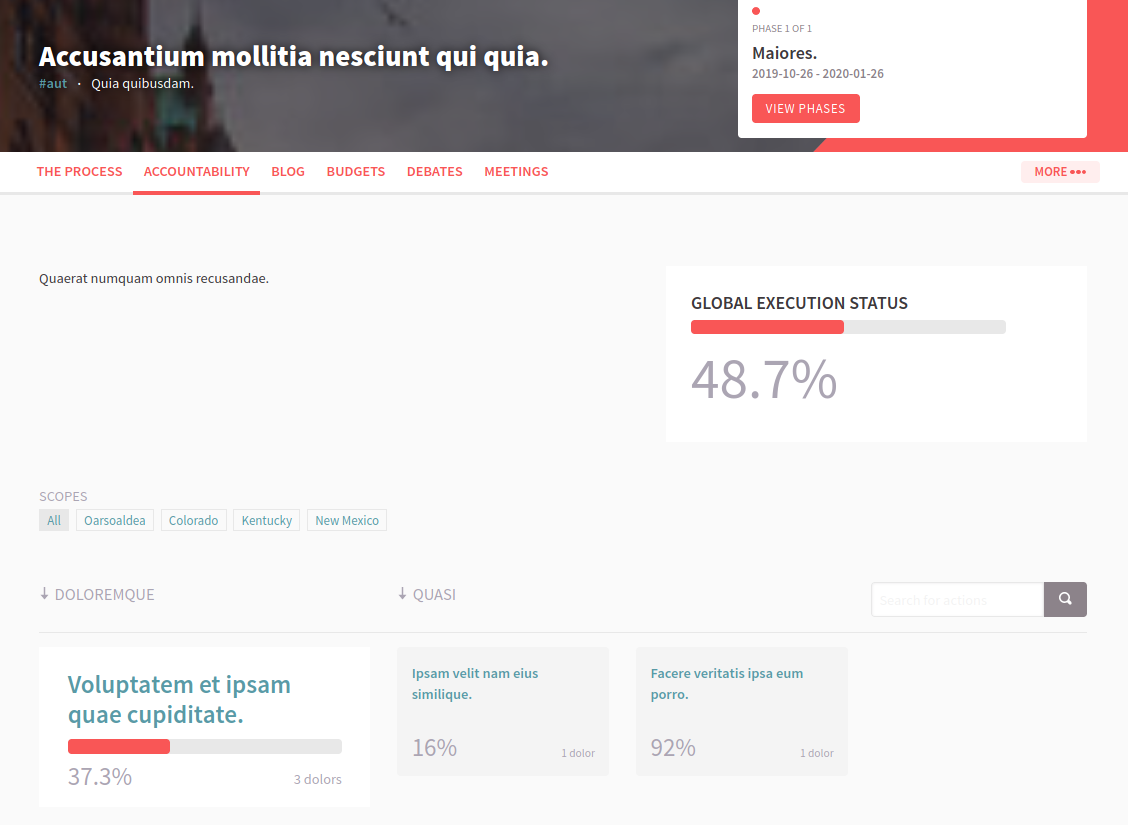 Accusantium mollitia nesciunt qui quia.
#aut · Quia quibusdam.
PHASE 1 OF 1
Maiores.
2019-10-26 - 2020-01-26
VIEW PHASES
THE PROCESS ACCOUNTABILITY BLOG BUDGETS DEBATES MEETINGS MORE •••
Quaerat numquam omnis recusandae.
GLOBAL EXECUTION STATUS
48.7%
SCOPES
All Oarsoaldea Colorado Kentucky New Mexico
↓ DOLOREMQUE ↓ QUASI Search for actions
Voluptatem et ipsam
quae cupiditate.
37.3% 3 dolors
Ipsam velit nam eius
similique.
16% 1 dolor
Facere veritatis ipsa eum
porro.
92% 1 dolor